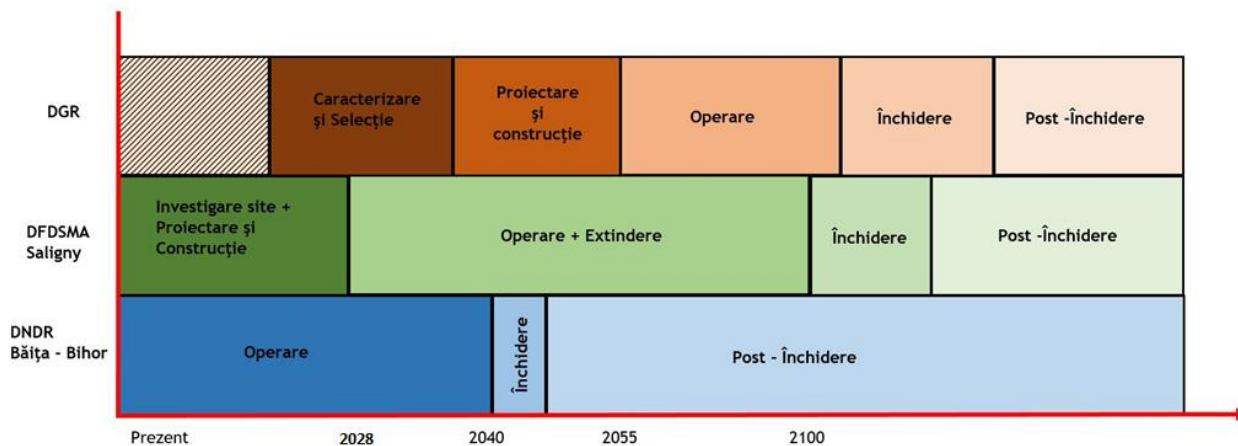 DGR
Caracterizare
și Selecție
Proiectare
și
construcție
Operare
Închidere
Post -Închidere
DFDSMA
Saligny
Investigare site +
Proiectare și
Construcție
Operare + Extindere
Închidere
Post -Închidere
DNDR
Băița - Bihor
Operare
Închidere
Post - Închidere
Prezent
2028
2040
2055
2100